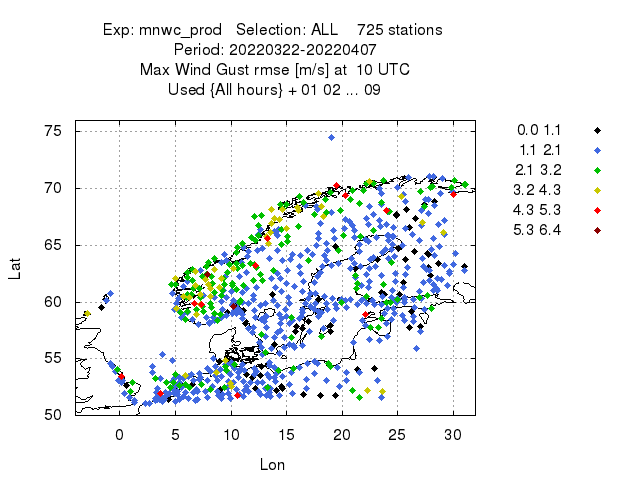 Exp: mnwc_prod   Selection: ALL    725 stations
Period: 20220322-20220407
Max Wind Gust rmse [m/s] at  10 UTC
Used {All hours} + 01 02 ... 09
0.0 1.1
1.1 2.1
2.1 3.2
3.2 4.3
4.3 5.3
5.3 6.4
75
70
65
60
55
50
Lat
0 5 10 15 20 25 30
Lon